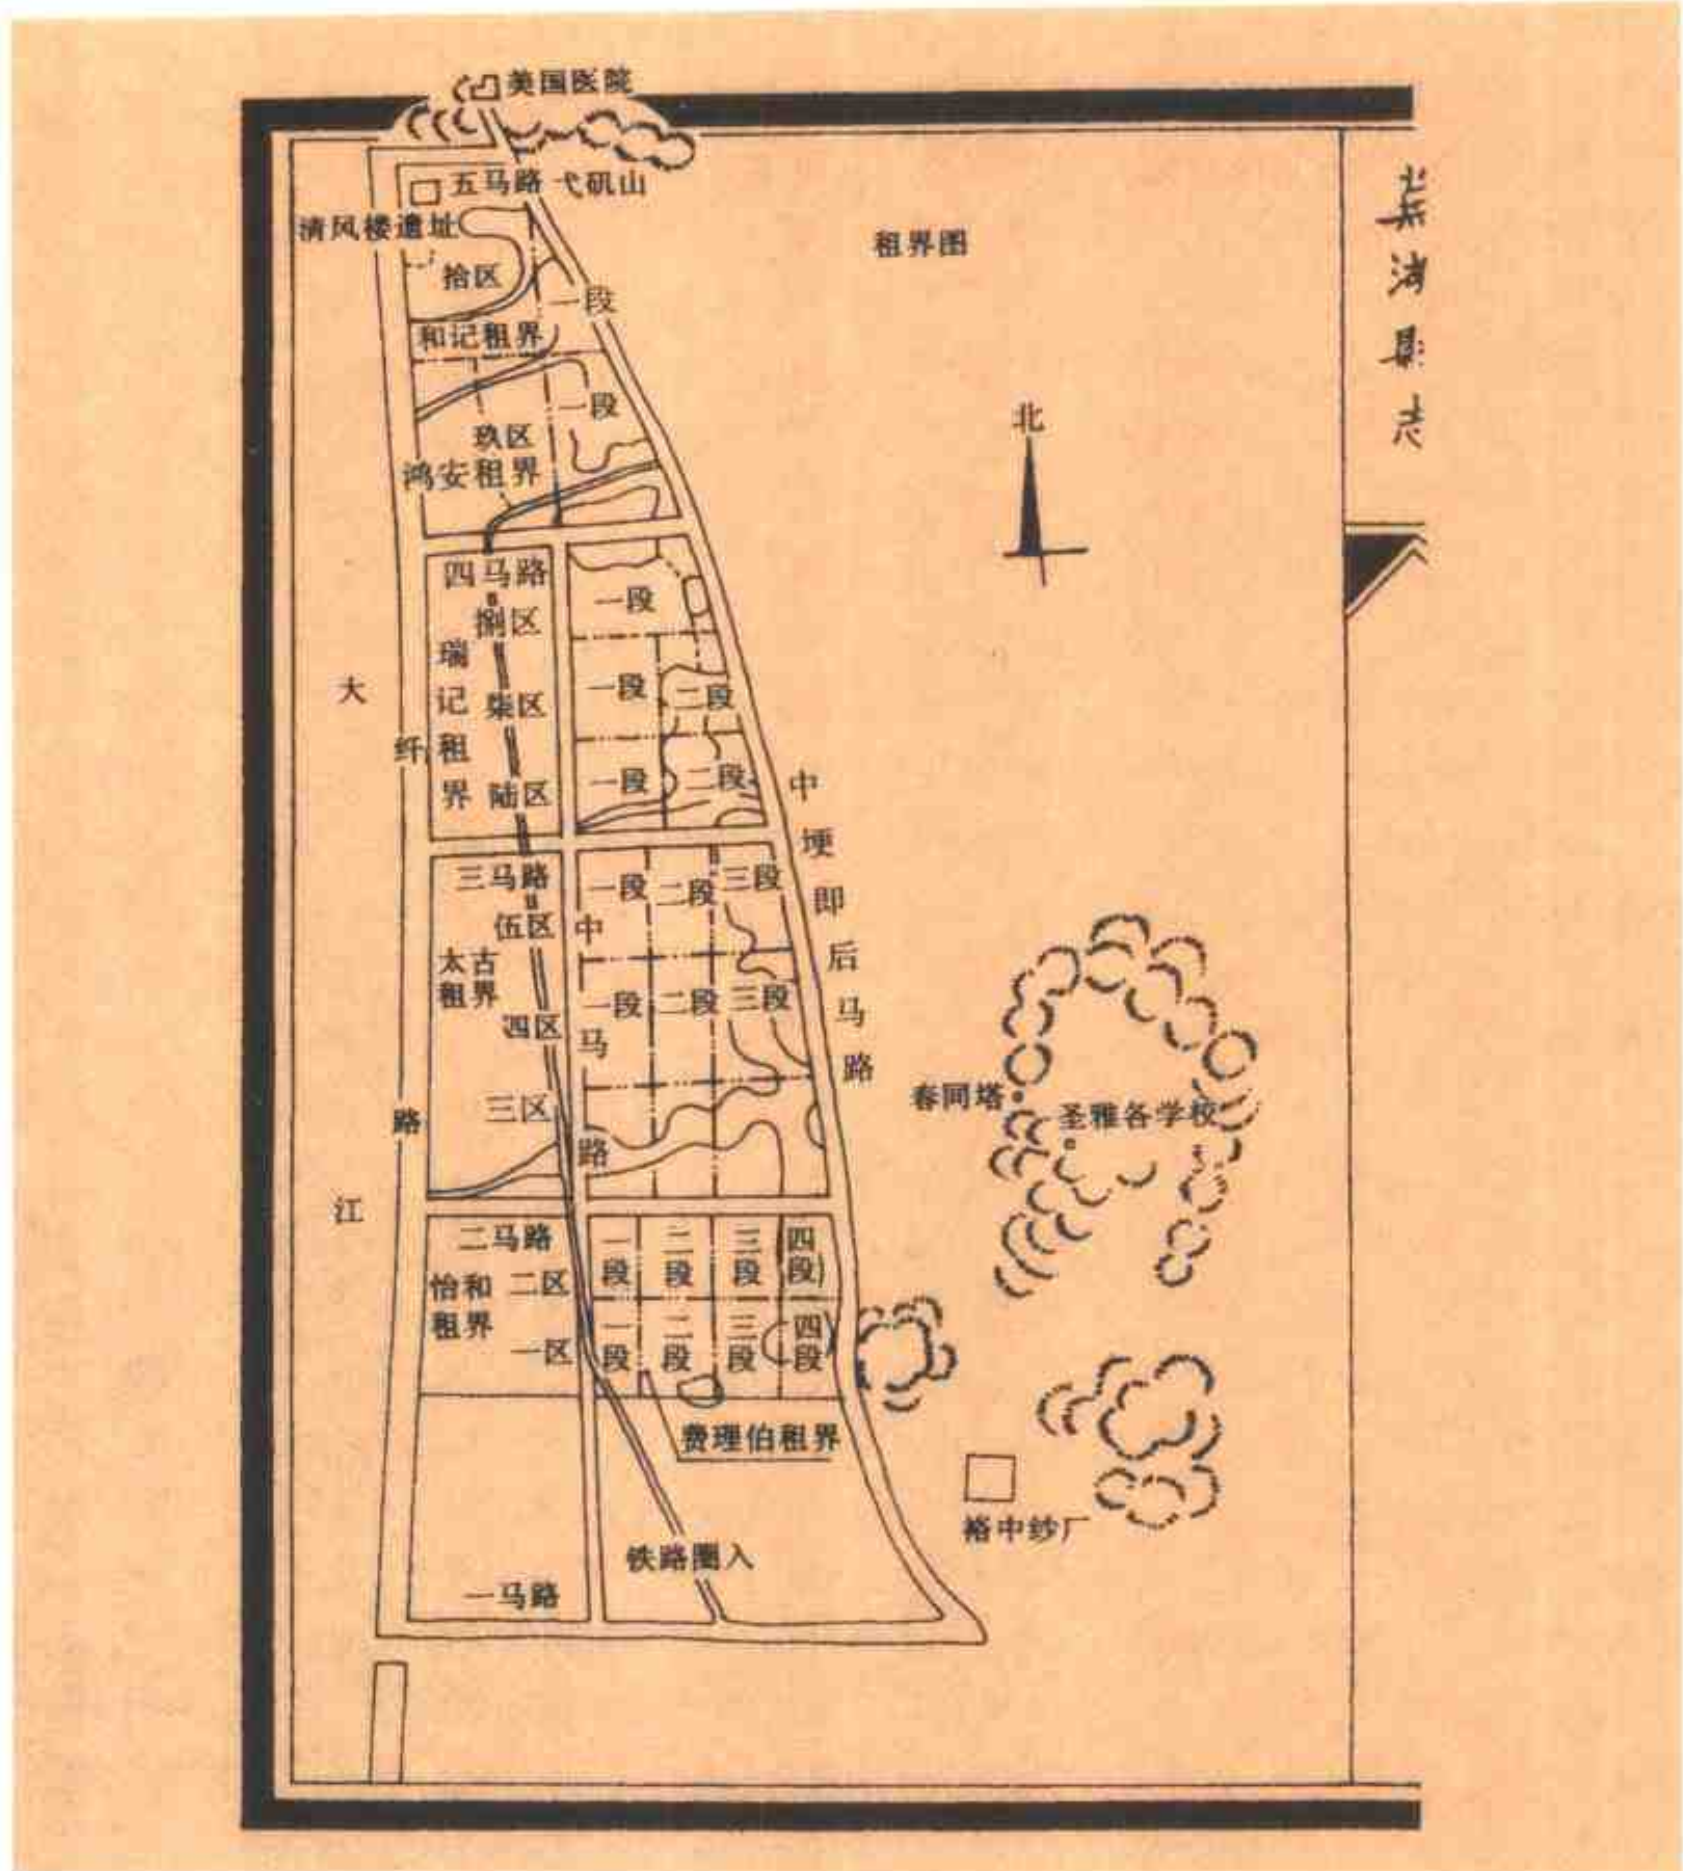 美国医院
五马路
弋矶山
清风楼遗址
拾区
一段
和记租界
一段
玖区
鸿安租界
租界图
北
芜湖县志
四马路
捌区
一段
瑞记租界
柒区
一段
二段
陆区
一段
二段
大江
纤路
中埂即后马路
三马路
一段
二段
三段
伍区
中马路
太古
租界
一段
二段
三段
四区
三区
春同塔
圣雅各学校
二马路
一段
二段
三段
四段
怡和
租界
二区
一区
一段
二段
三段
四段
费理伯租界
裕中纱厂
铁路圈入
一马路